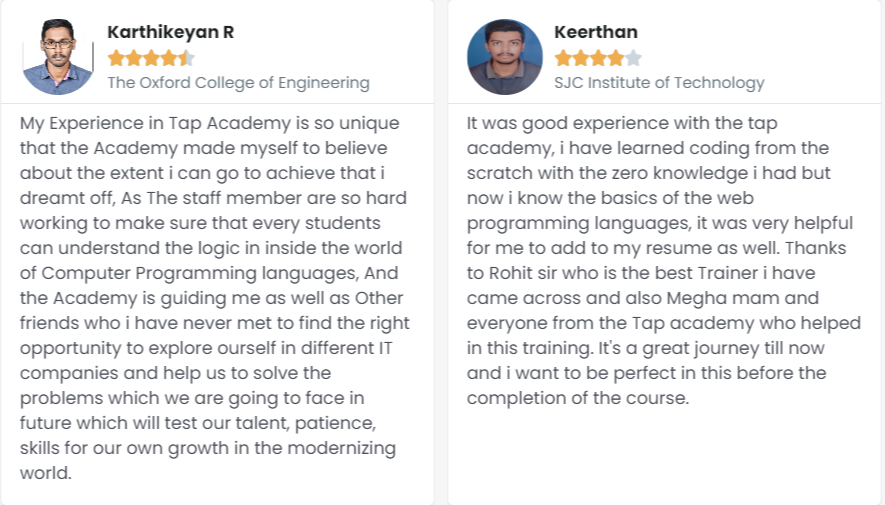 Karthikeyan R
The Oxford College of Engineering
My Experience in Tap Academy is so unique
that the Academy made myself to believe
about the extent i can go to achieve that i
dreamt off, As The staff member are so hard
working to make sure that every students
can understand the logic in inside the world
of Computer Programming languages, And
the Academy is guiding me as well as Other
friends who i have never met to find the right
opportunity to explore ourself in different IT
companies and help us to solve the
problems which we are going to face in
future which will test our talent, patience,
skills for our own growth in the modernizing
world.
Keerthan
SJC Institute of Technology
It was good experience with the tap
academy, i have learned coding from the
scratch with the zero knowledge i had but
now i know the basics of the web
programming languages, it was very helpful
for me to add to my resume as well. Thanks
to Rohit sir who is the best Trainer i have
came across and also Megha mam and
everyone from the Tap academy who helped
in this training. It's a great journey till now
and i want to be perfect in this before the
completion of the course.